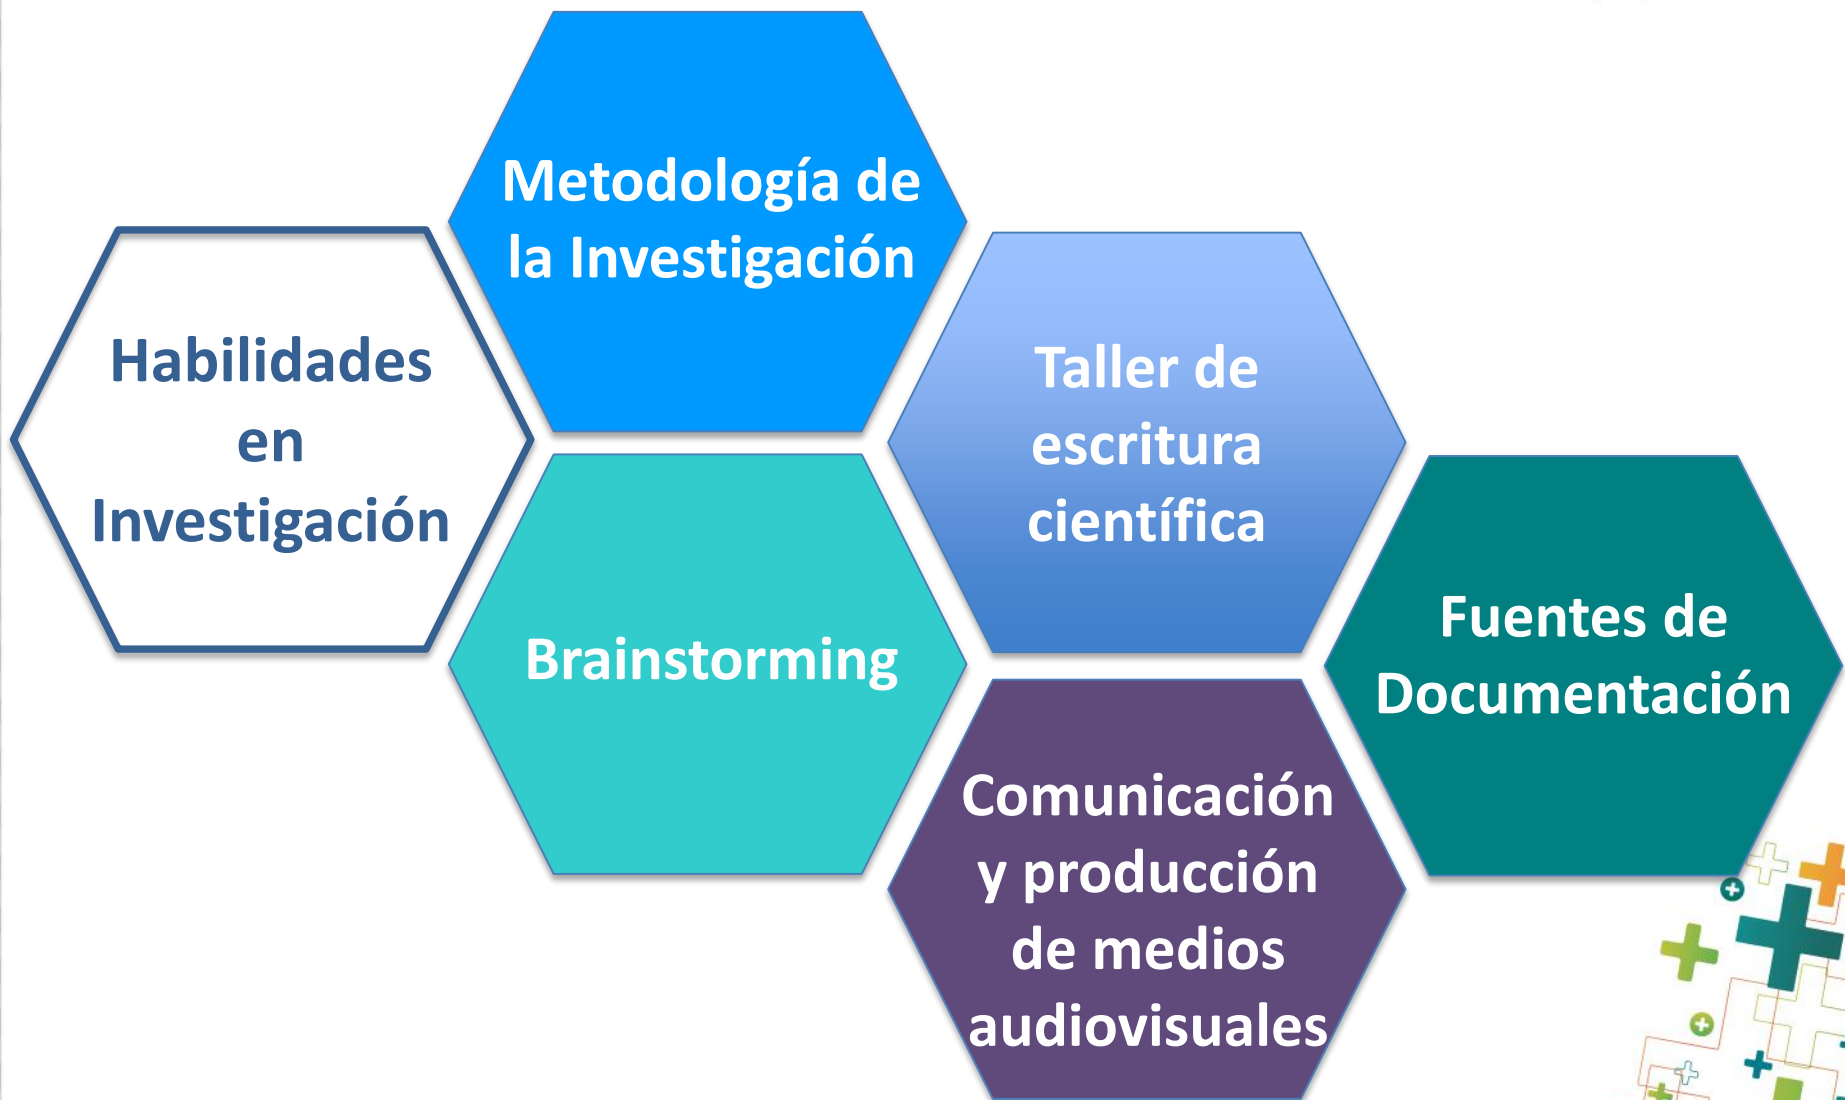 Metodología de
la Investigación
Habilidades
en
Investigación
Taller de
escritura
científica
Brainstorming
Fuentes de
Documentación
Comunicación
y producción
de medios
audiovisuales